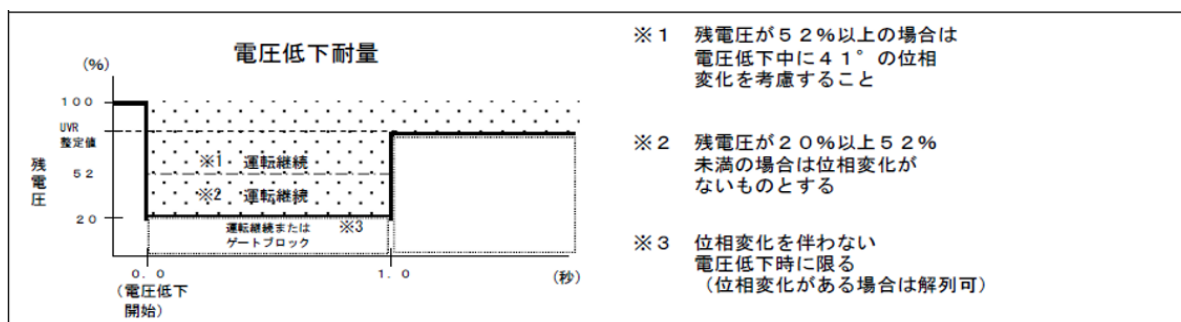 電圧低下耐量
(%)
100
UVR
整定値
52
20
残電圧
※1 運転継続
※2 運転継続
運転継続または ※3
ゲートブロック
0.0
1.0
(秒)
(電圧低下
開始)
※1 残電圧が52%以上の場合は
電圧低下中に41°の位相
変化を考慮すること
※2 残電圧が20%以上52%
未満の場合は位相変化が
ないものとする
※3 位相変化を伴わない
電圧低下時に限る
(位相変化がある場合は解列可)